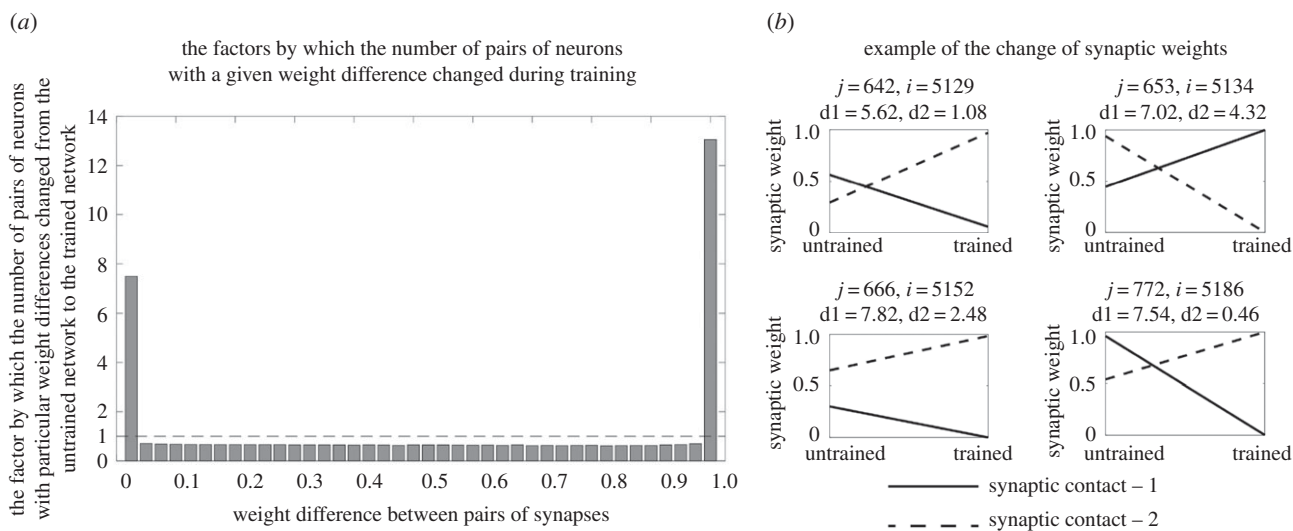 (a)
the factors by which the number of pairs of neurons
with a given weight difference changed during training
the factor by which the number of pairs of neurons
with particular weight differences changed from the
untrained network to the trained network
14
12
10
8
6
4
2
1
0
0 0.1 0.2 0.3 0.4 0.5 0.6 0.7 0.8 0.9 1.0
weight difference between pairs of synapses
(b)
example of the change of synaptic weights
j = 642, i = 5129
d1 = 5.62, d2 = 1.08
synaptic weight
1.0
0.5
0
untrained trained
j = 653, i = 5134
d1 = 7.02, d2 = 4.32
synaptic weight
1.0
0.5
0
untrained trained
j = 666, i = 5152
d1 = 7.82, d2 = 2.48
synaptic weight
1.0
0.5
0
untrained trained
j = 772, i = 5186
d1 = 7.54, d2 = 0.46
synaptic weight
1.0
0.5
0
untrained trained
synaptic contact – 1
synaptic contact – 2